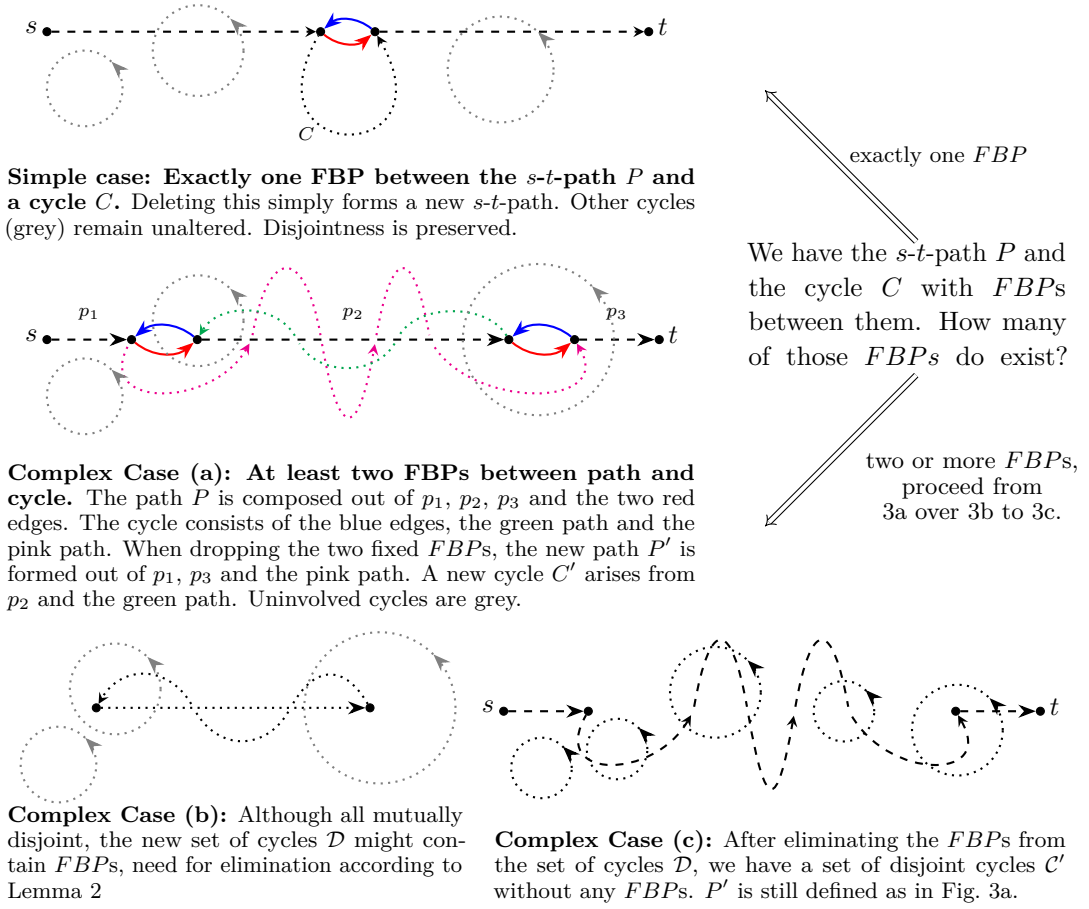 s
t
C
Simple case: Exactly one FBP between the s-t-path P and
a cycle C. Deleting this simply forms a new s-t-path. Other cycles
(grey) remain unaltered. Disjointness is preserved.
exactly one FBP
We have the s-t-path P and
the cycle C with FBPs
between them. How many
of those FBPs do exist?
two or more FBPs,
proceed from
3a over 3b to 3c.
s
p₁
p₂
p₃
t
Complex Case (a): At least two FBPs between path and
cycle. The path P is composed out of p₁, p₂, p₃ and the two red
edges. The cycle consists of the blue edges, the green path and the
pink path. When dropping the two fixed FBPs, the new path P′ is
formed out of p₁, p₃ and the pink path. A new cycle C′ arises from
p₂ and the green path. Uninvolved cycles are grey.
Complex Case (b): Although all mutually
disjoint, the new set of cycles 𝒟 might con-
tain FBPs, need for elimination according to
Lemma 2
s
t
Complex Case (c): After eliminating the FBPs from
the set of cycles 𝒟, we have a set of disjoint cycles 𝒞′
without any FBPs. P′ is still defined as in Fig. 3a.